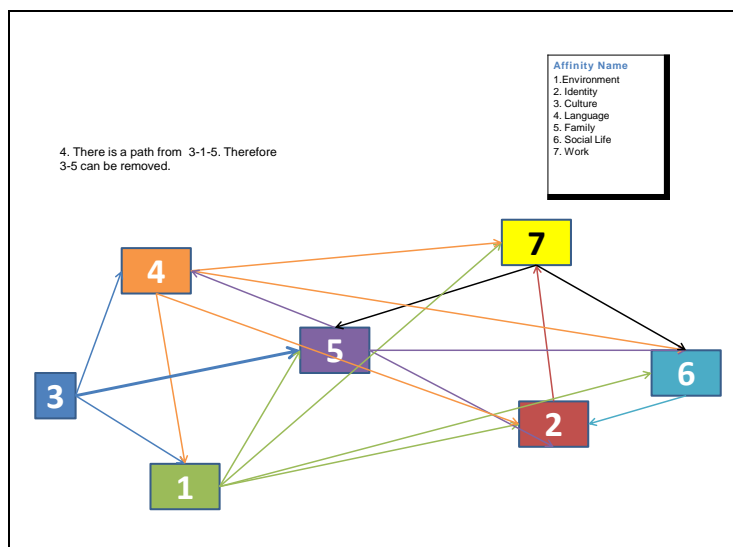 Affinity Name
1.Environment
2. Identity
3. Culture
4. Language
5. Family
6. Social Life
7. Work
4. There is a path from 3-1-5. Therefore
3-5 can be removed.
7
4
5
6
3
2
1